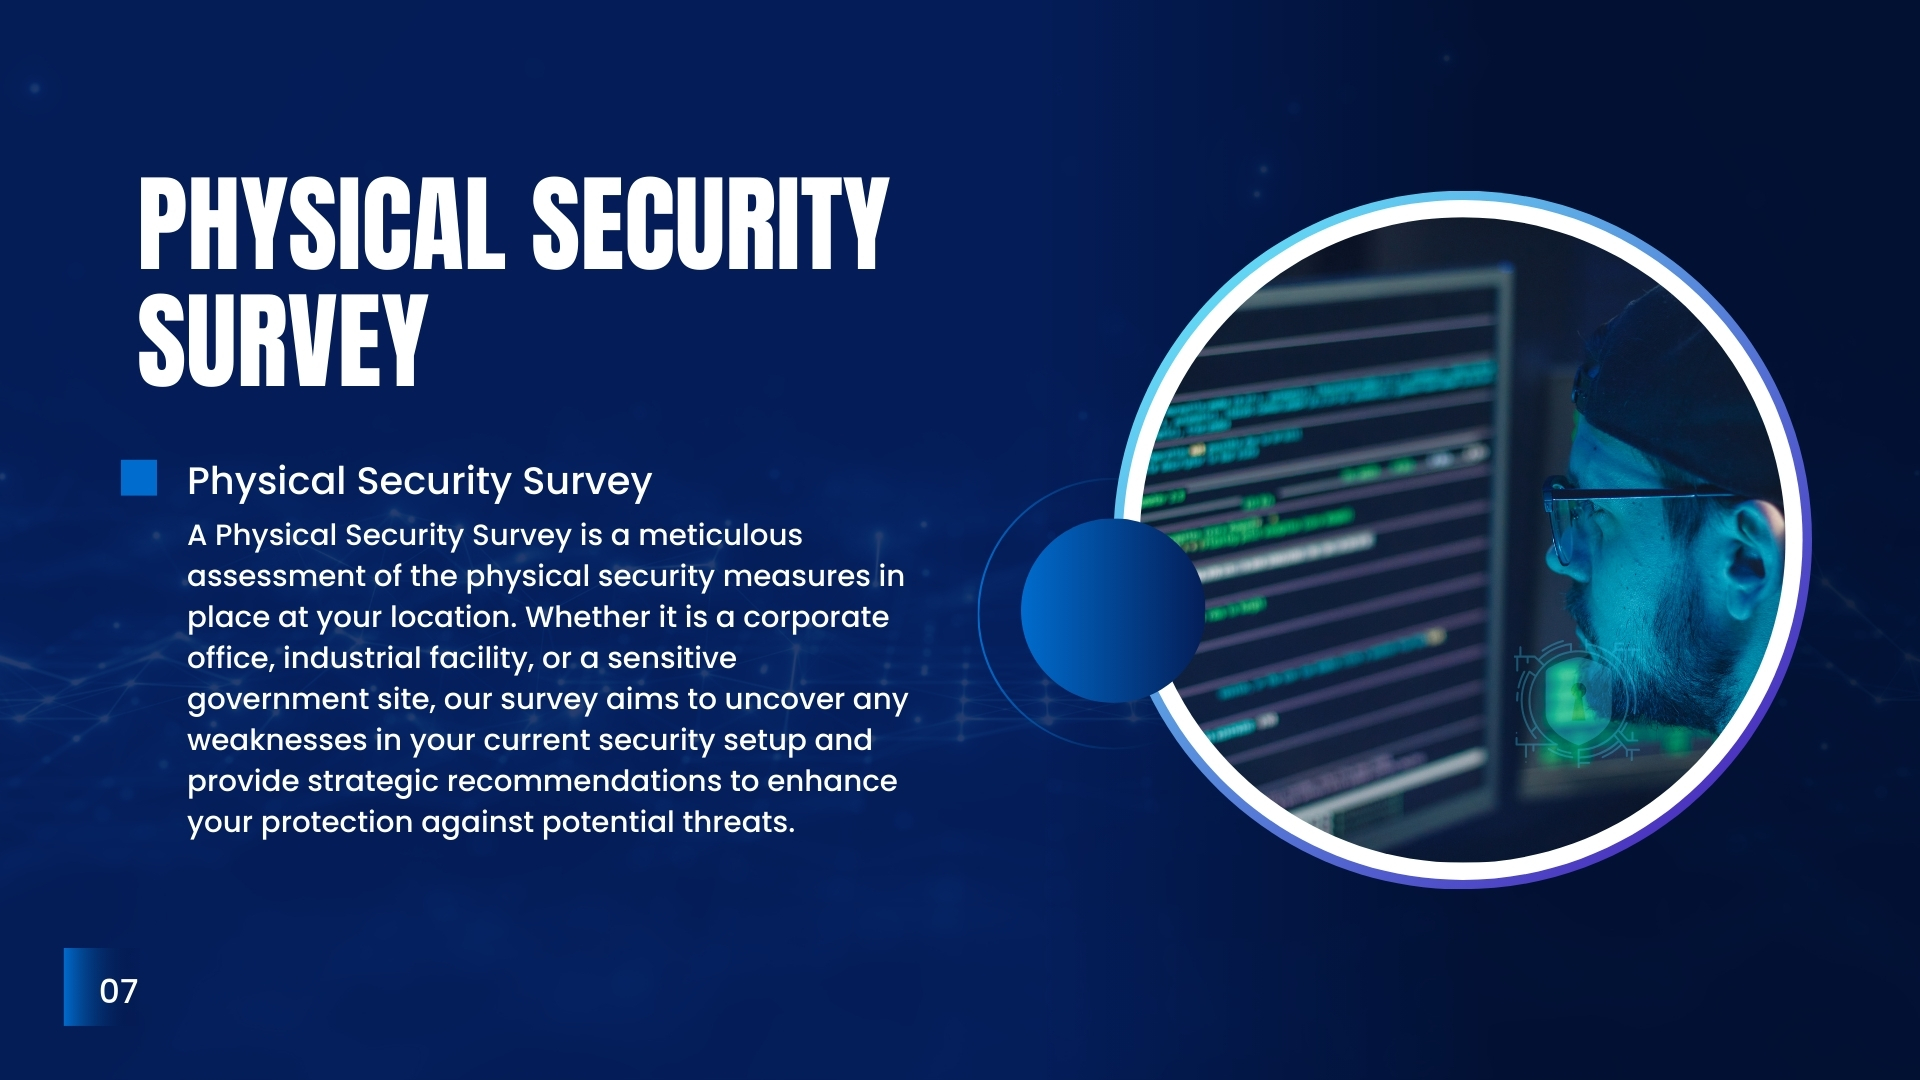 PHYSICAL SECURITY
SURVEY
Physical Security Survey
A Physical Security Survey is a meticulous
assessment of the physical security measures in
place at your location. Whether it is a corporate
office, industrial facility, or a sensitive
government site, our survey aims to uncover any
weaknesses in your current security setup and
provide strategic recommendations to enhance
your protection against potential threats.
07